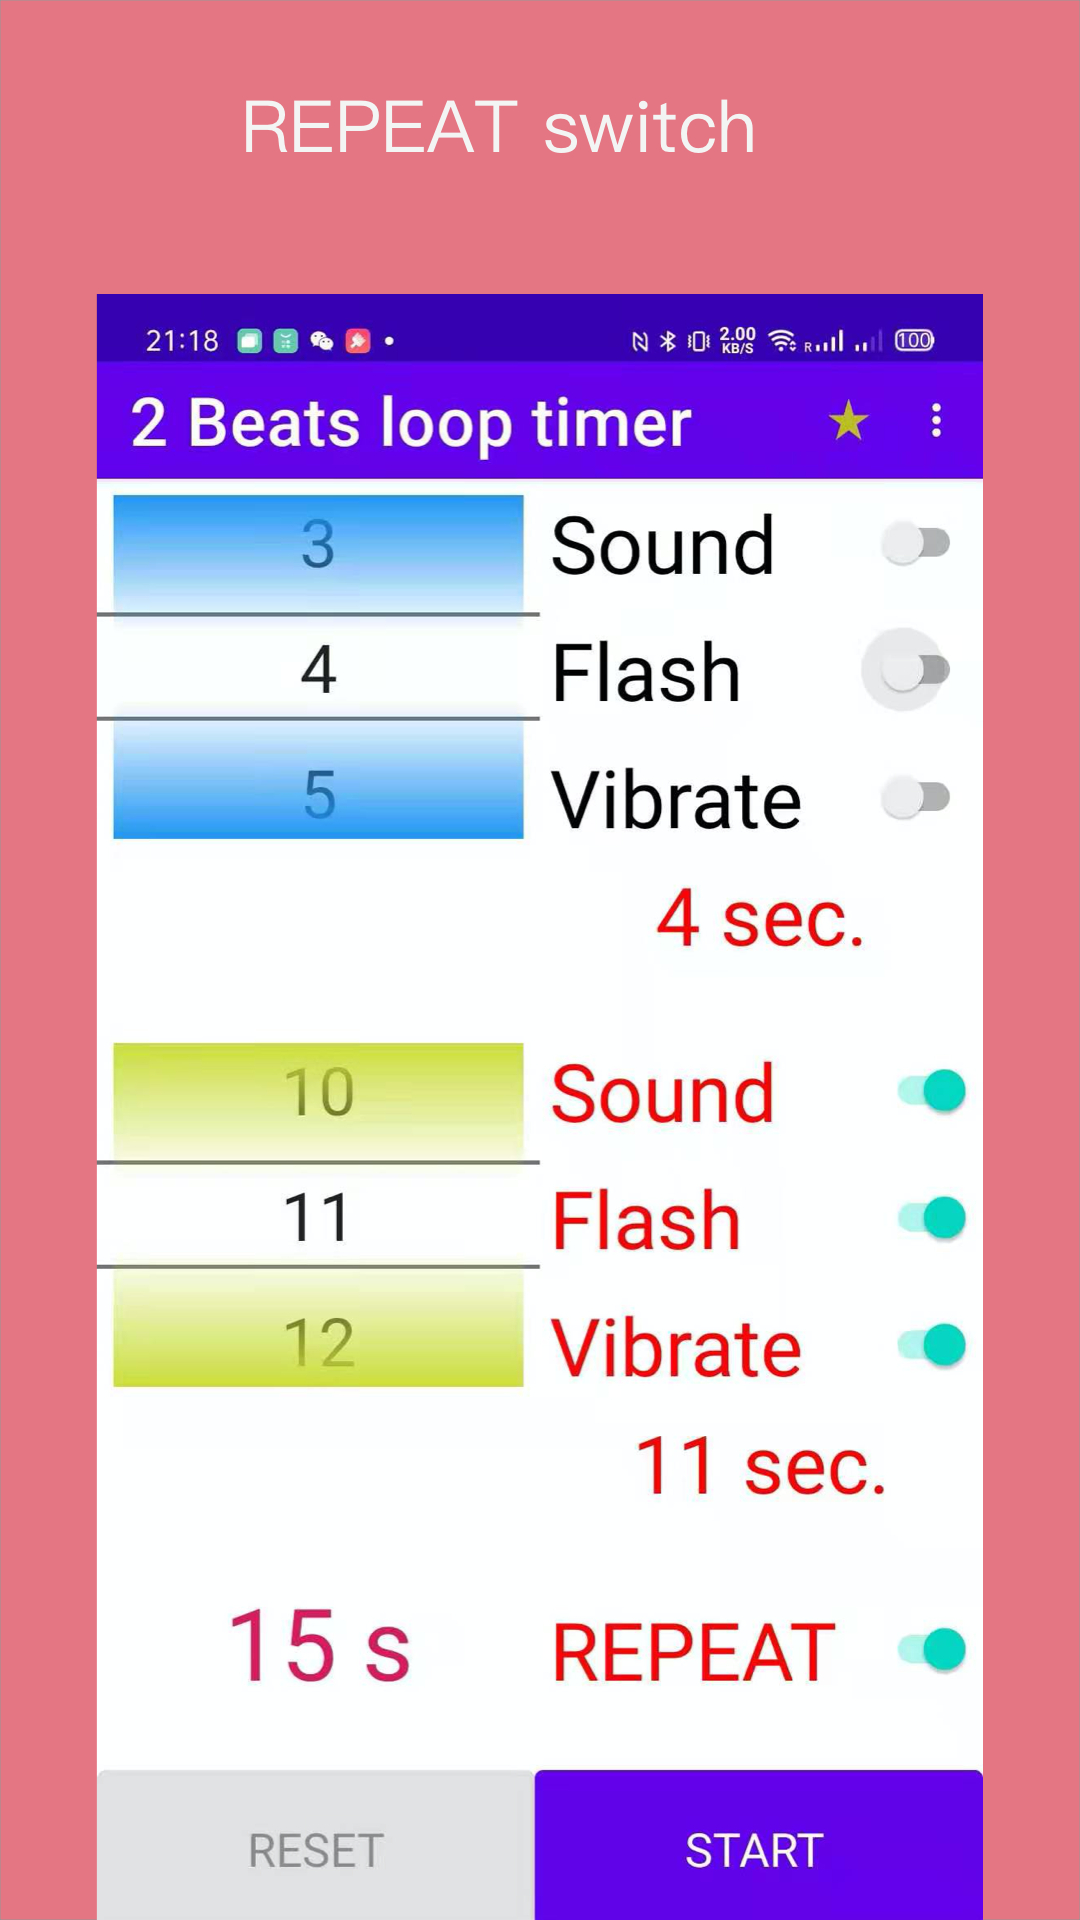 REPEAT switch
21:18 2.00 KB/S R 100
2 Beats loop timer
3
Sound
4
Flash
5
Vibrate
4 sec.
10
Sound
11
Flash
12
Vibrate
11 sec.
15 s
REPEAT
RESET
START